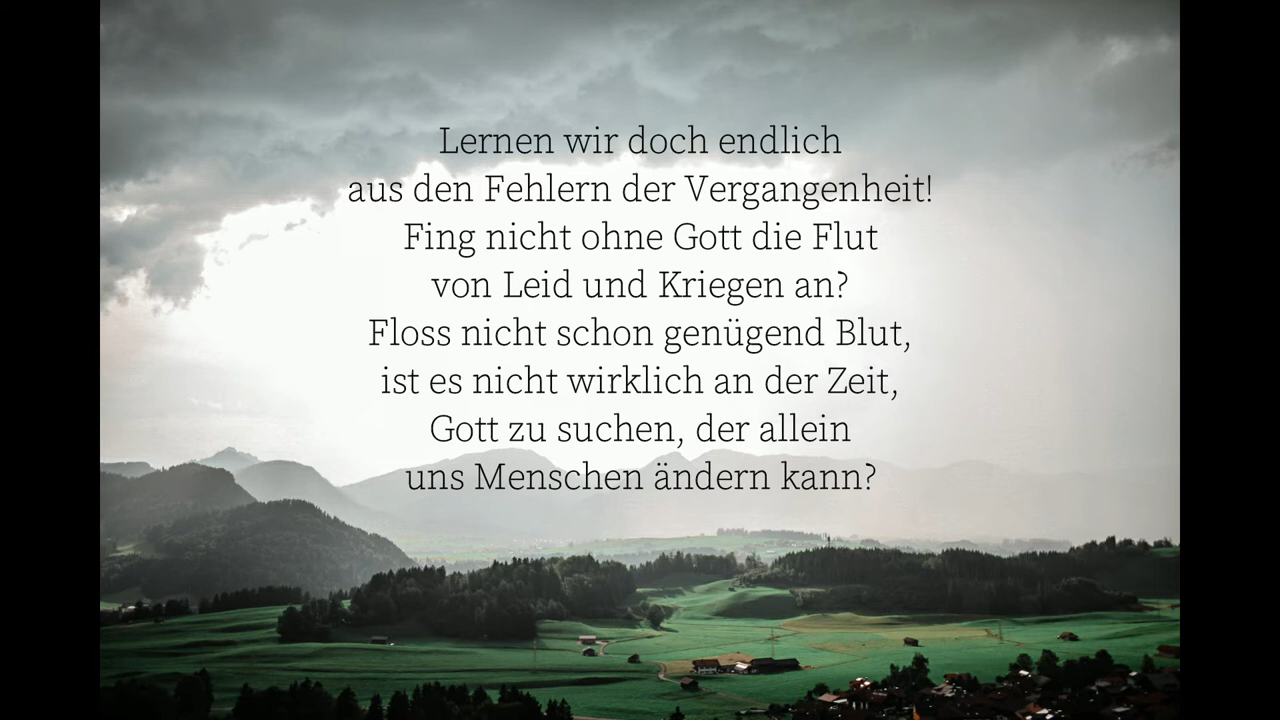 Lernen wir doch endlich
aus den Fehlern der Vergangenheit!
Fing nicht ohne Gott die Flut
von Leid und Kriegen an?
Floss nicht schon genügend Blut,
ist es nicht wirklich an der Zeit,
Gott zu suchen, der allein
uns Menschen ändern kann?